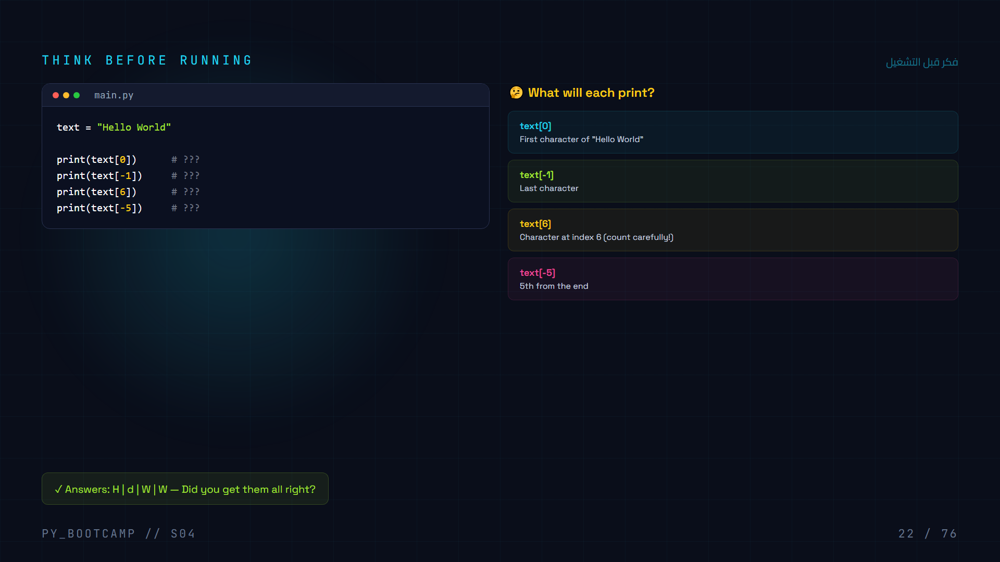 THINK BEFORE RUNNING
فكر قبل التشغيل
main.py
text = "Hello World"
print(text[0])     # ???
print(text[-1])     # ???
print(text[6])     # ???
print(text[-5])     # ???
🤔 What will each print?
text[0]
First character of "Hello World"
text[-1]
Last character
text[6]
Character at index 6 (count carefully!)
text[-5]
5th from the end
✓ Answers: H | d | W | W — Did you get them all right?
PY_BOOTCAMP // S04
22 / 76